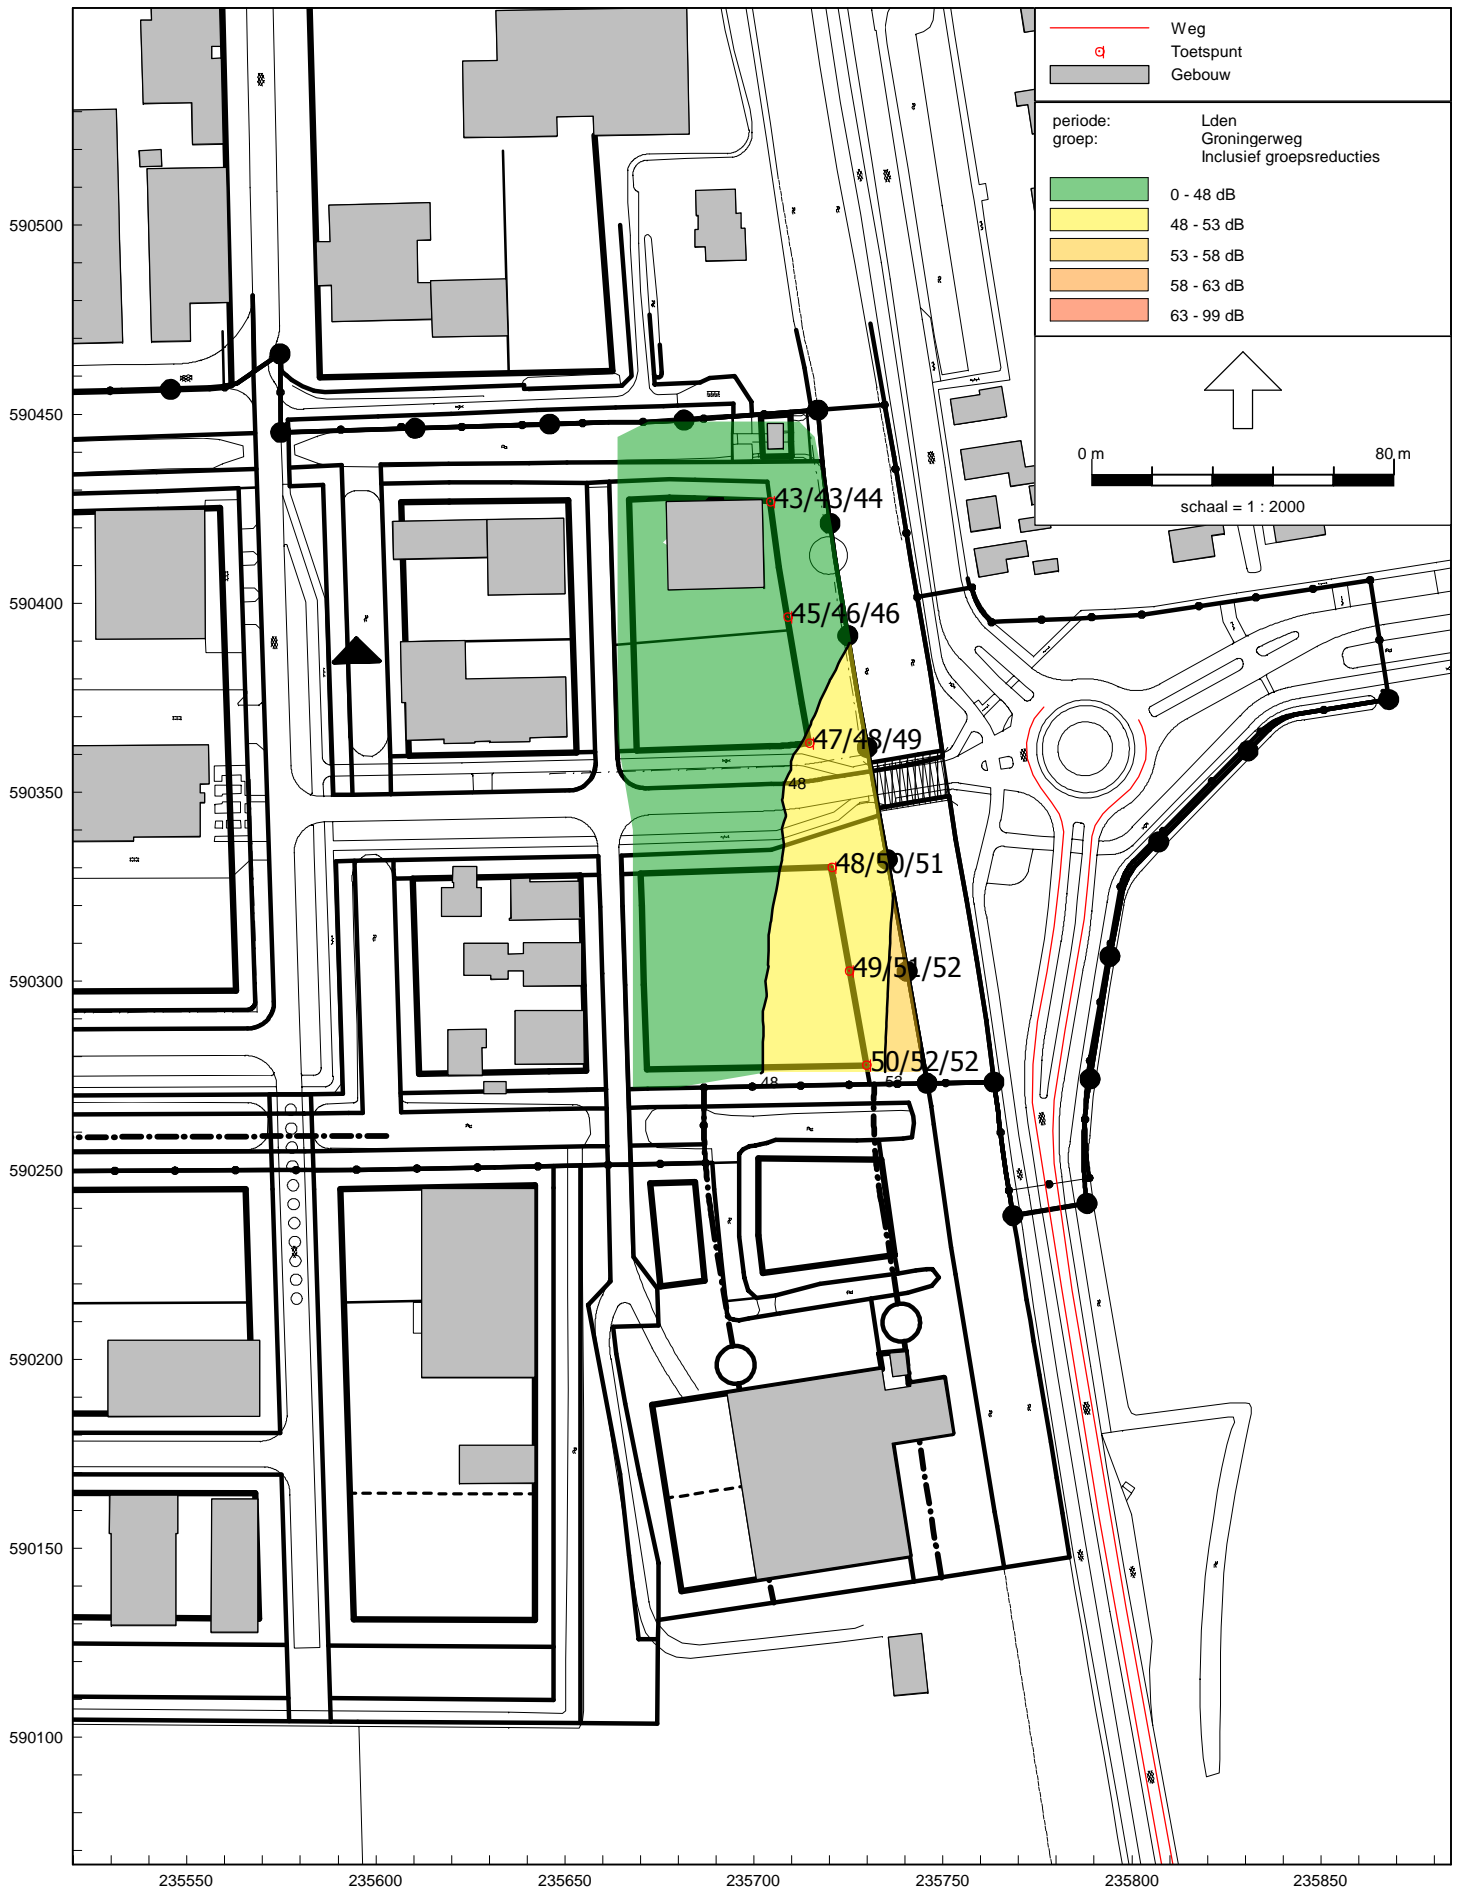 Weg
Toetspunt
Gebouw
periode: Lden
groep: Groningerweg
Inclusief groepsreducties
0 - 48 dB
48 - 53 dB
53 - 58 dB
58 - 63 dB
63 - 99 dB
0 m 80 m
schaal = 1 : 2000
590500
590450
590400
590350
590300
590250
590200
590150
590100
43/43/44
45/46/46
47/48/49
48
48/50/51
49/51/52
50/52/52
48 53
235550 235600 235650 235700 235750 235800 235850